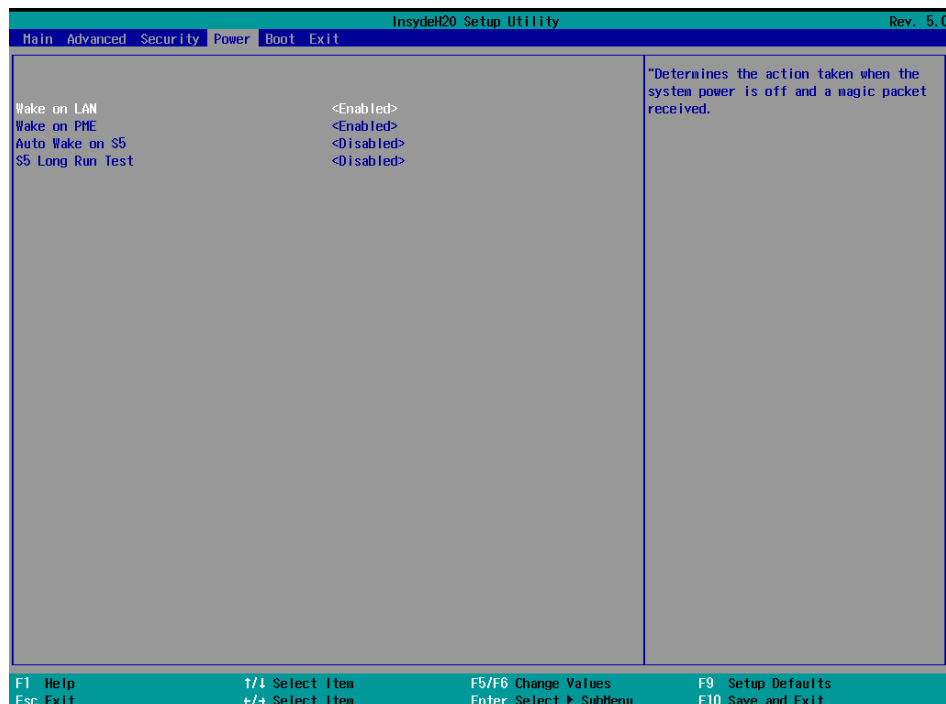 InsydeH20 Setup Utility Rev. 5.0
Main Advanced Security Power Boot Exit
"Determines the action taken when the
system power is off and a magic packet
received.
Wake on LAN <Enabled>
Wake on PME <Enabled>
Auto Wake on S5 <Disabled>
S5 Long Run Test <Disabled>
F1 Help ↑/↓ Select Item F5/F6 Change Values F9 Setup Defaults
Esc Exit ←/→ Select Item Enter Select ▶ SubMenu F10 Save and Exit